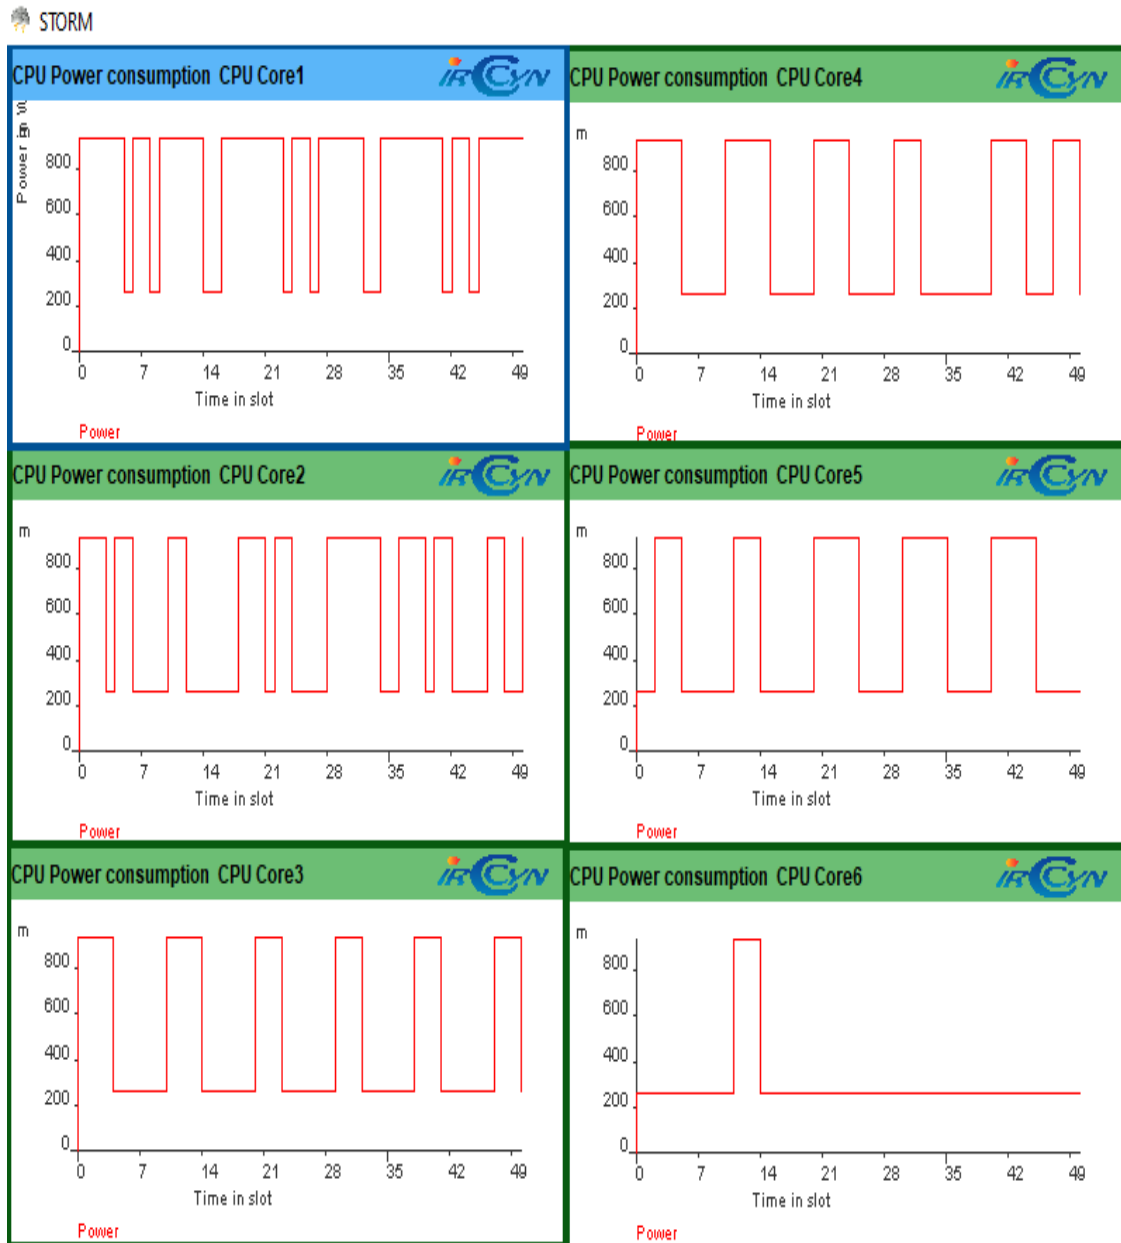 STORM
CPU Power consumption CPU Core1
IRCCyN
800
600
400
200
0
0 7 14 21 28 35 42 49
Time in slot
Power
CPU Power consumption CPU Core4
IRCCyN
m
800
600
400
200
0
0 7 14 21 28 35 42 49
Time in slot
Power
CPU Power consumption CPU Core2
IRCCyN
m
800
600
400
200
0
0 7 14 21 28 35 42 49
Time in slot
Power
CPU Power consumption CPU Core5
IRCCyN
m
800
600
400
200
0
0 7 14 21 28 35 42 49
Time in slot
Power
CPU Power consumption CPU Core3
IRCCyN
m
800
600
400
200
0
0 7 14 21 28 35 42 49
Time in slot
Power
CPU Power consumption CPU Core6
IRCCyN
m
800
600
400
200
0
0 7 14 21 28 35 42 49
Time in slot
Power